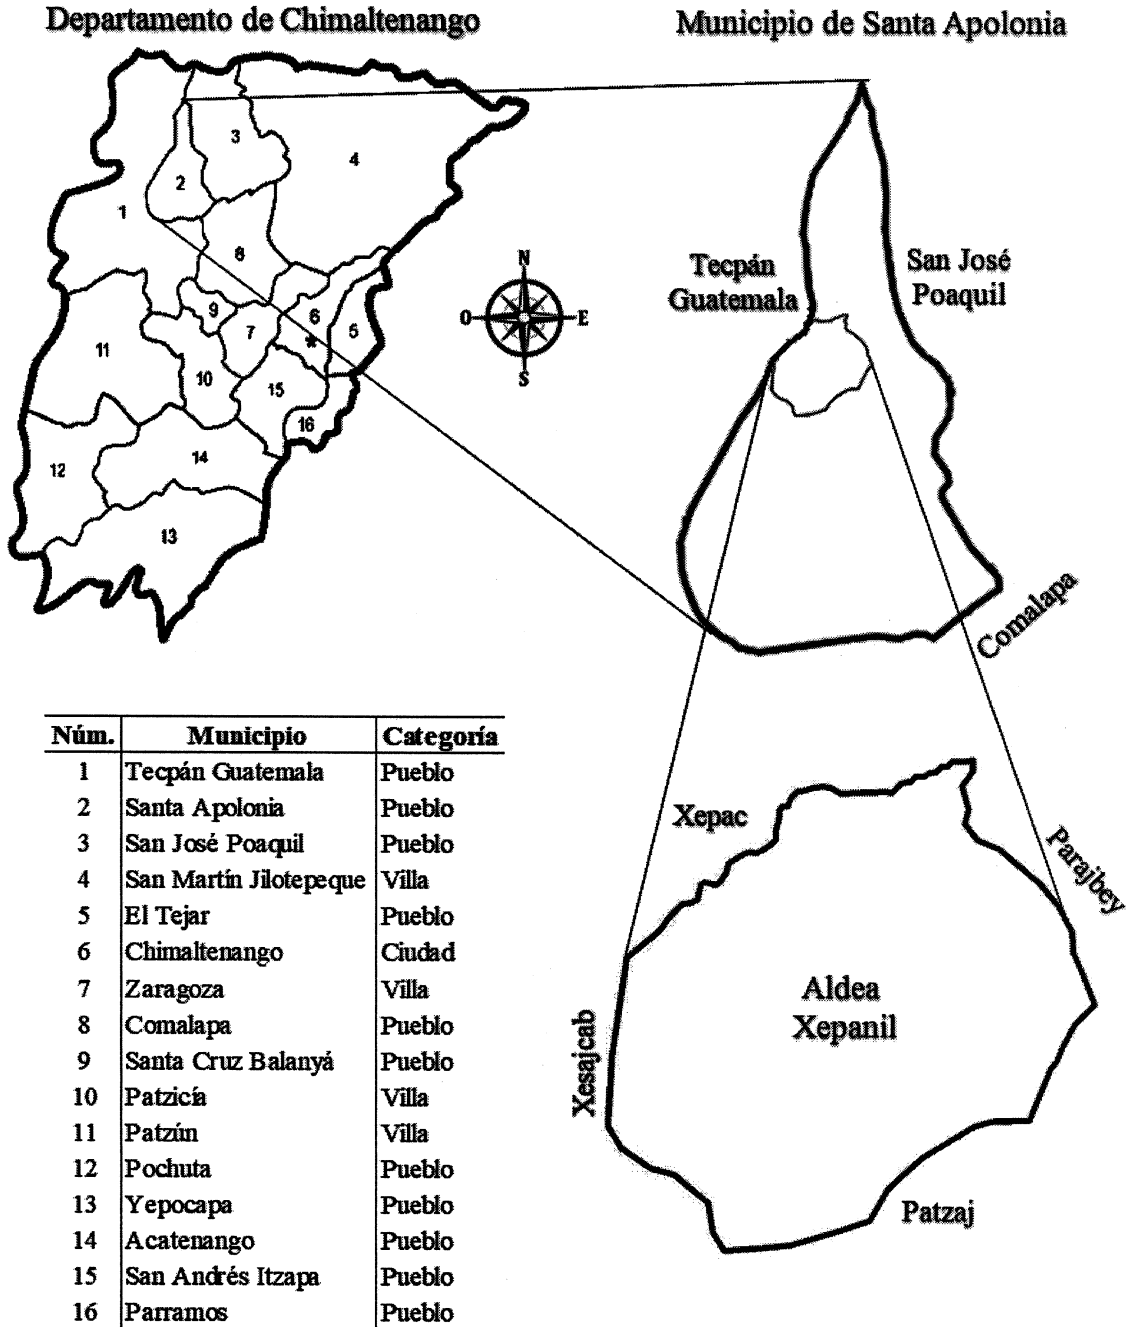 Departamento de Chimaltenango
Municipio de Santa Apolonia
3
4
2
1
8
9
6
7
5
*
11
10
15
16
12
14
13
N
O
E
S
Tecpán
Guatemala
San José
Poaquil
Comalapa
Núm. Municipio Categoría
1 Tecpán Guatemala Pueblo
2 Santa Apolonia Pueblo
3 San José Poaquil Pueblo
4 San Martín Jilotepeque Villa
5 El Tejar Pueblo
6 Chimaltenango Ciudad
7 Zaragoza Villa
8 Comalapa Pueblo
9 Santa Cruz Balanyá Pueblo
10 Patzicía Villa
11 Patzún Villa
12 Pochuta Pueblo
13 Yepocapa Pueblo
14 Acatenango Pueblo
15 San Andrés Itzapa Pueblo
16 Parramos Pueblo
Xepac
Parajbey
Aldea
Xepanil
Xesajcab
Patzaj